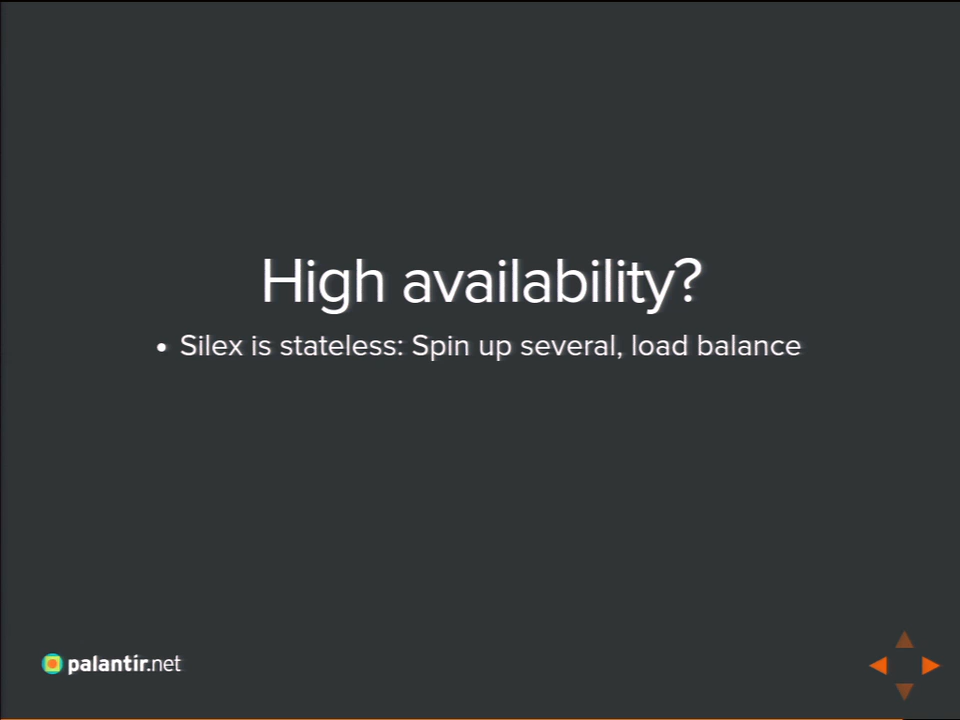 High availability?
• Silex is stateless: Spin up several, load balance
palantir.net